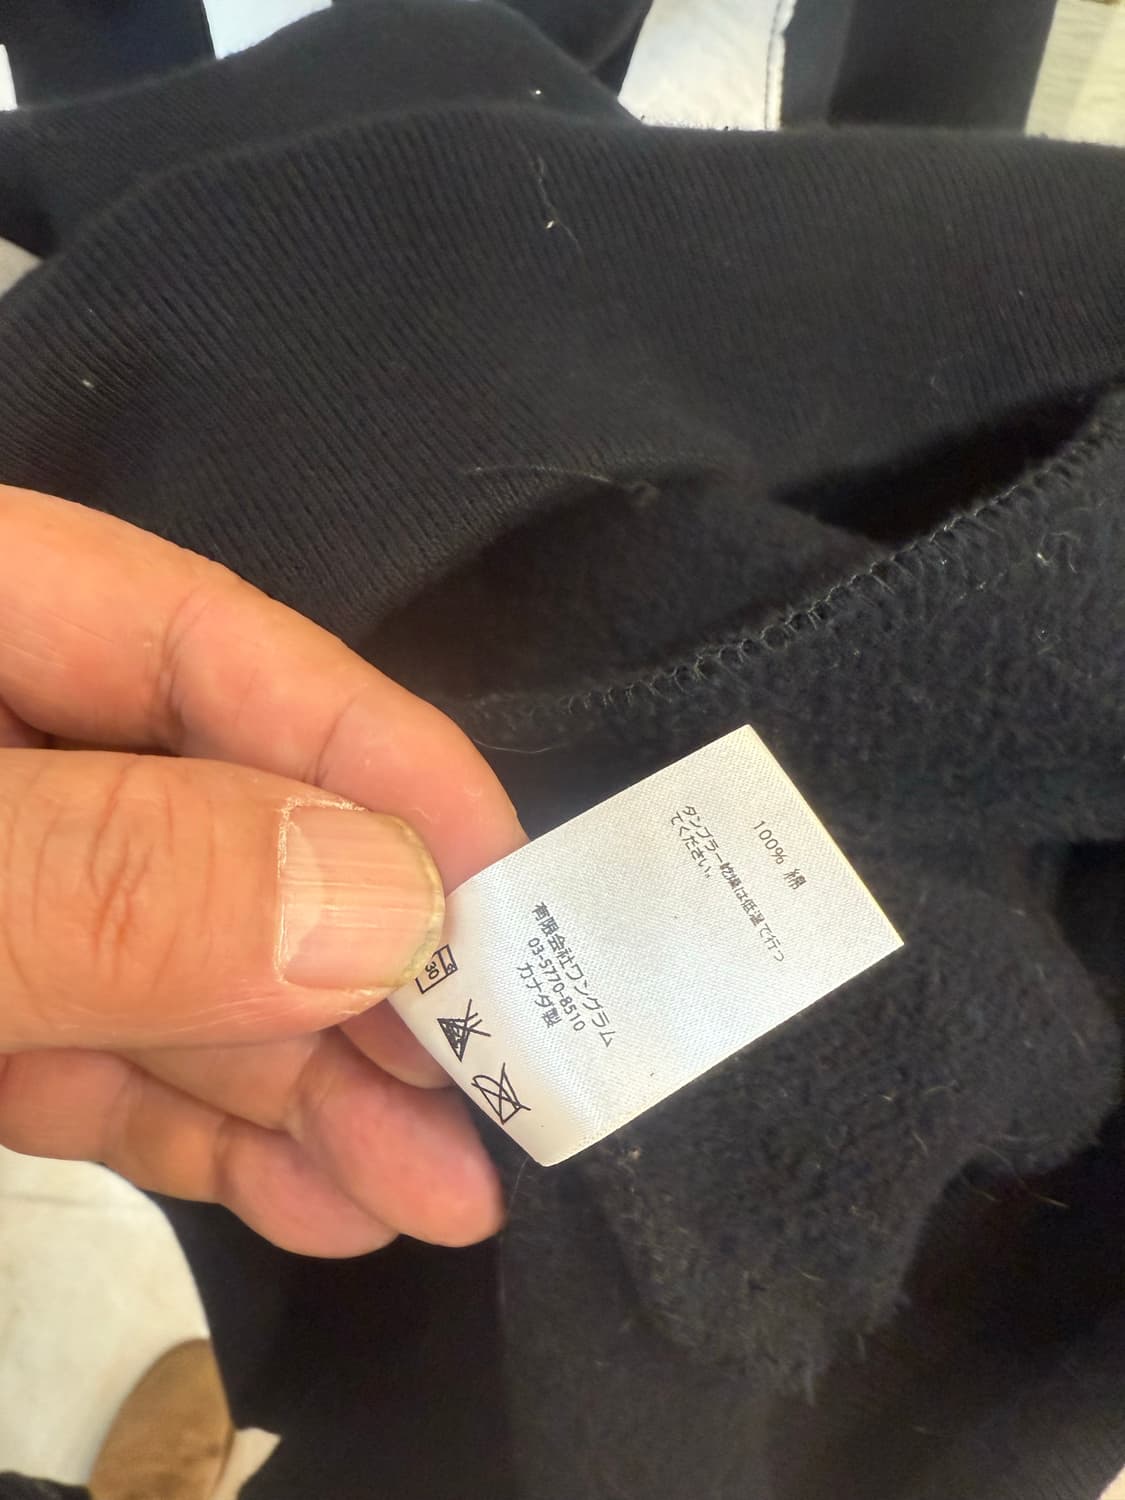 100% 綿
タンブラー乾燥は低温で行っ
てください。
有限会社ワングラム
03-5770-8510
カナダ製
30